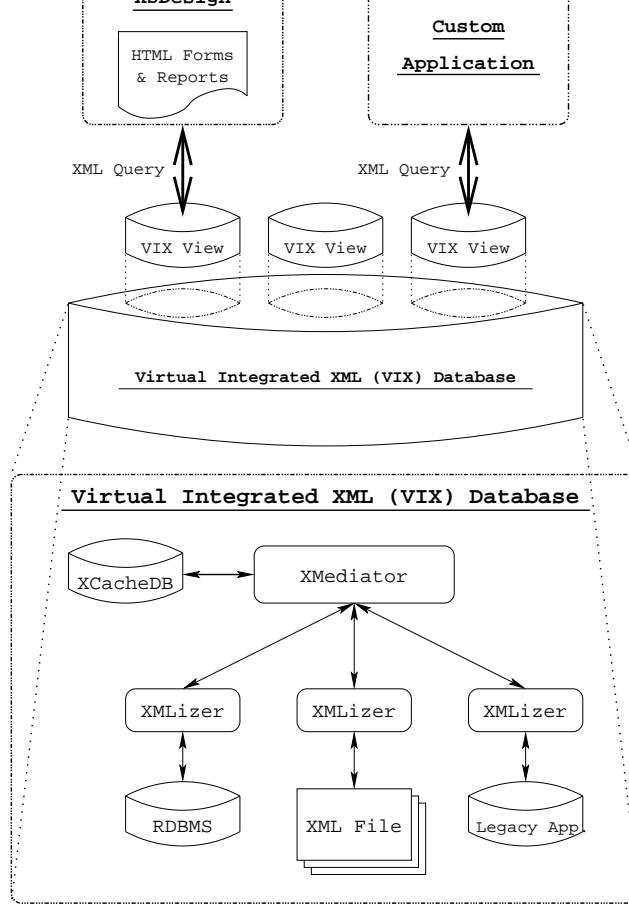 Custom
Application
HTML Forms
& Reports
XML Query
XML Query
VIX View
VIX View
VIX View
Virtual Integrated XML (VIX) Database
Virtual Integrated XML (VIX) Database
XCacheDB
XMediator
XMLizer
XMLizer
XMLizer
RDBMS
XML File
Legacy App.